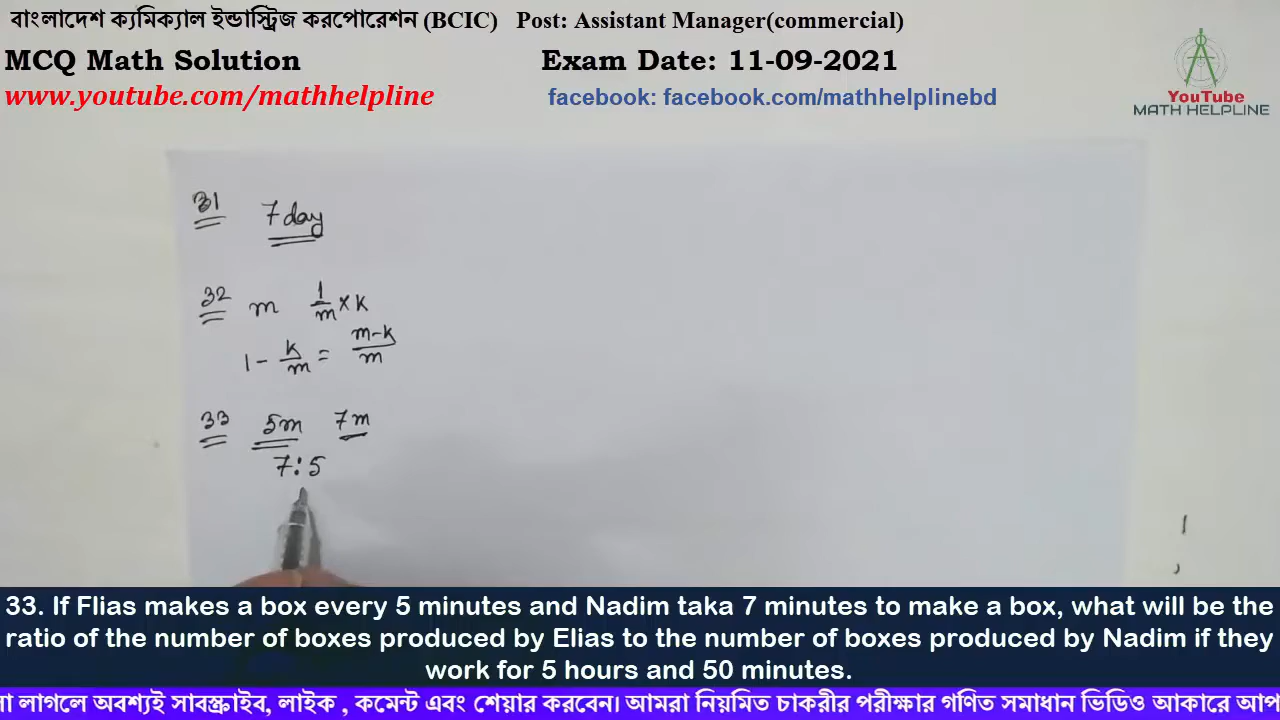 বাংলাদেশ ক্যমিক্যাল ইন্ডাস্ট্রিজ করপোরেশন (BCIC) Post: Assistant Manager(commercial)
MCQ Math Solution Exam Date: 11-09-2021
www.youtube.com/mathhelpline facebook: facebook.com/mathhelplinebd
YouTube
MATH HELPLINE
31 7 day
32 m 1/m × k
1 - k/m = m-k/m
33 5m 7m
7:5
33. If Flias makes a box every 5 minutes and Nadim taka 7 minutes to make a box, what will be the
ratio of the number of boxes produced by Elias to the number of boxes produced by Nadim if they
work for 5 hours and 50 minutes.
লাগলে অবশ্যই সাবস্ক্রাইব, লাইক , কমেন্ট এবং শেয়ার করবেন। আমরা নিয়মিত চাকরীর পরীক্ষার গণিত সমাধান ভিডিও আকারে